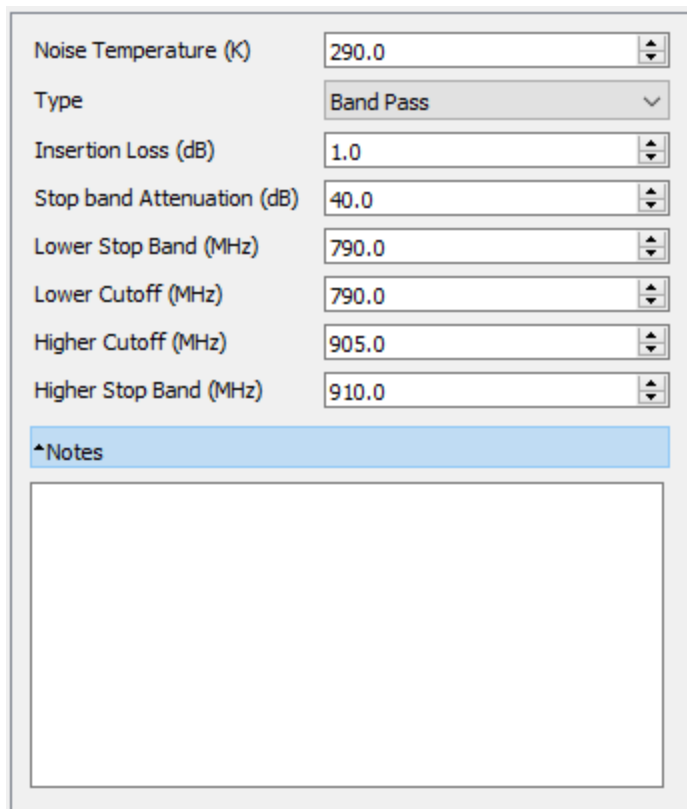 Noise Temperature (K) 290.0
Type Band Pass
Insertion Loss (dB) 1.0
Stop band Attenuation (dB) 40.0
Lower Stop Band (MHz) 790.0
Lower Cutoff (MHz) 790.0
Higher Cutoff (MHz) 905.0
Higher Stop Band (MHz) 910.0
Notes